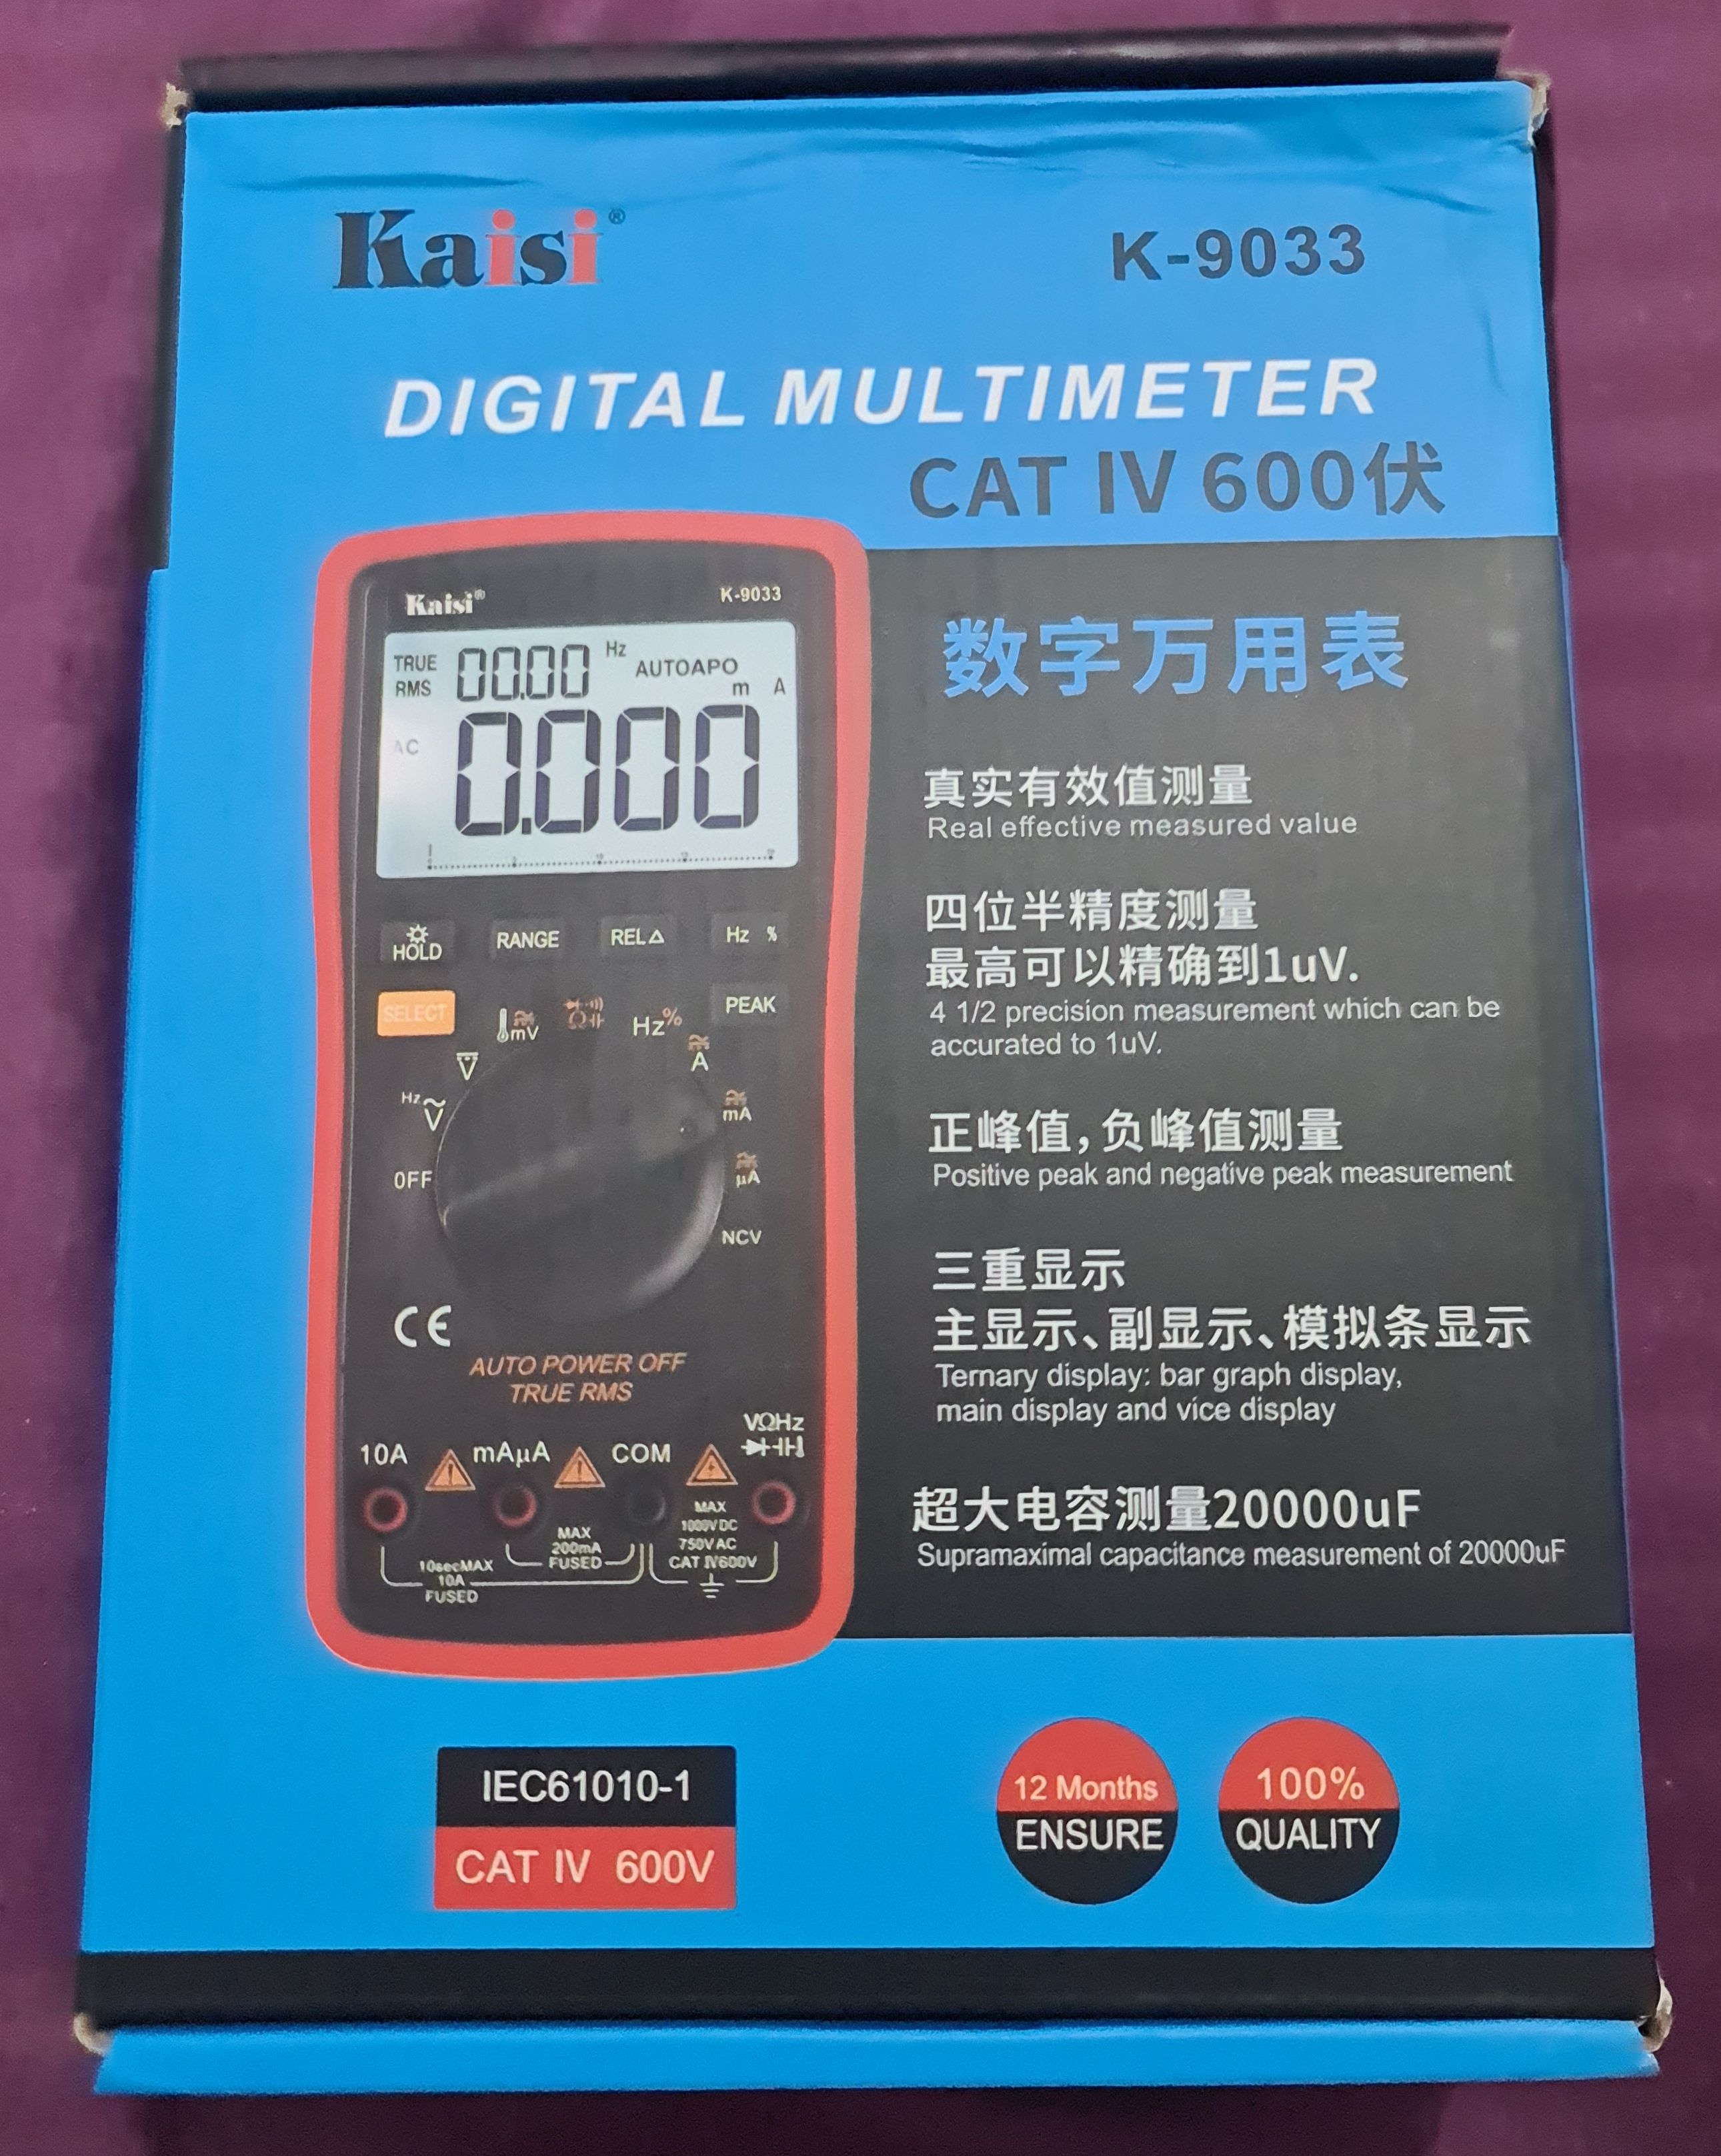 Kaisi®
K-9033
DIGITAL MULTIMETER
CAT IV 600伏
Kaisi®
K-9033
TRUE RMS
00.00 Hz
AUTOAPO
m A
AC
0.000
HOLD
RANGE
REL△
Hz %
SELECT
mV
Hz%
PEAK
V
A
Hz
V
mA
OFF
μA
NCV
CE
AUTO POWER OFF
TRUE RMS
10A
mAμA
COM
VΩHz
MAX
1000V DC
750V AC
CAT IV600V
MAX
200mA
FUSED
10secMAX
10A
FUSED
数字万用表
真实有效值测量
Real effective measured value
四位半精度测量
最高可以精确到1uV.
4 1/2 precision measurement which can be
accurated to 1uV.
正峰值,负峰值测量
Positive peak and negative peak measurement
三重显示
主显示、副显示、模拟条显示
Ternary display: bar graph display,
main display and vice display
超大电容测量20000uF
Supramaximal capacitance measurement of 20000uF
IEC61010-1
CAT IV 600V
12 Months
ENSURE
100%
QUALITY